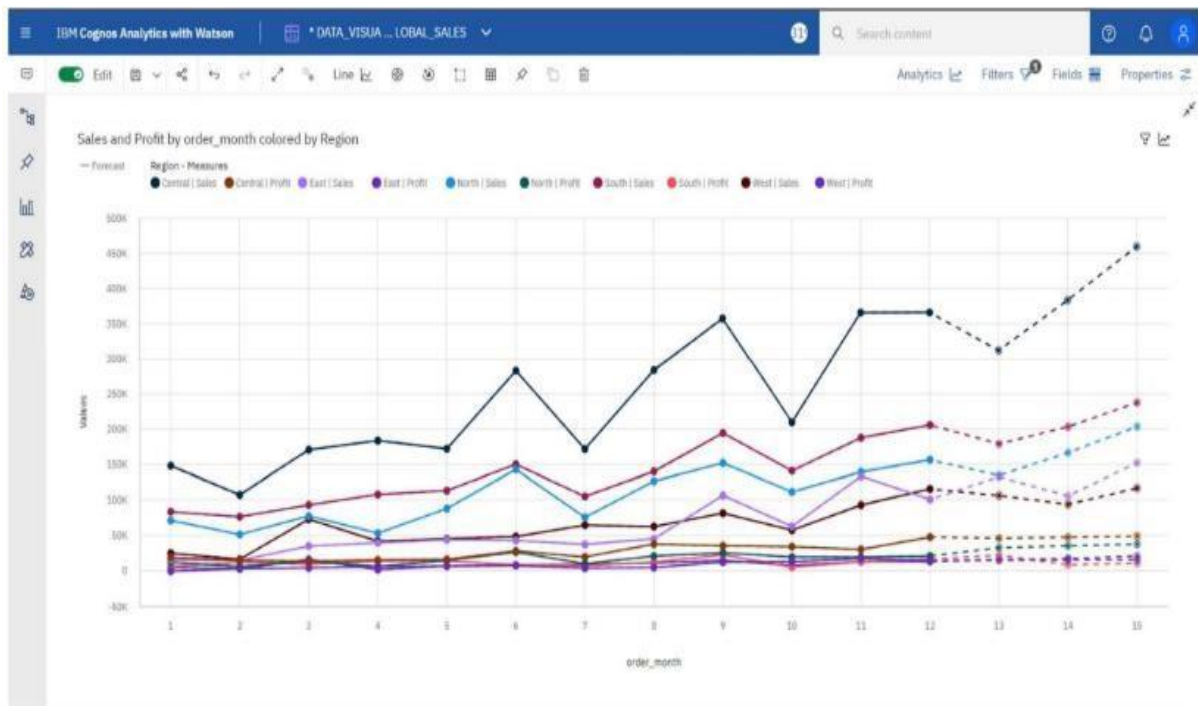 IBM Cognos Analytics with Watson
* DATA_VISUA ... LOBAL_SALES
Search content
Edit
Line
Analytics
Filters
1
Fields
Properties
Sales and Profit by order_month colored by Region
Forecast
Region - Measures
Central | Sales Central | Profit East | Sales East | Profit North | Sales North | Profit South | Sales South | Profit West | Sales West | Profit
500K
450K
400K
350K
300K
250K
200K
150K
100K
50K
0
-50K
Values
1 2 3 4 5 6 7 8 9 10 11 12 13 14 15
order_month